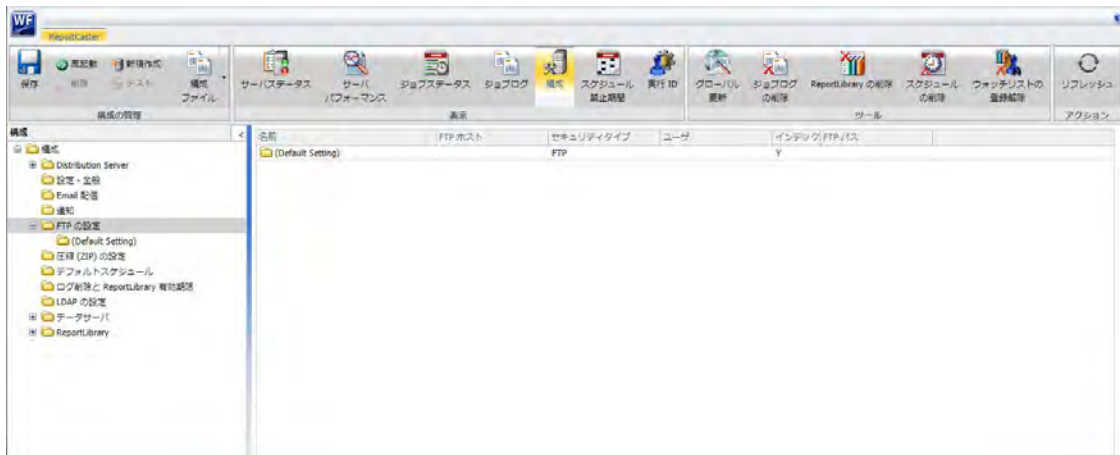 WF
ReportCaster
保存
再起動
新規作成
削除
テスト
構成
ファイル
構成の管理
サーバステータス
サーバ
パフォーマンス
ジョブステータス
ジョブログ
構成
スケジュール
禁止期間
実行 ID
表示
グローバル
更新
ジョブログ
の削除
ReportLibrary の削除
スケジュール
の削除
ウォッチリストの
登録解除
ツール
リフレッシュ
アクション
構成
<
名前
FTP ホスト
セキュリティタイプ
ユーザ
インデックス
FTP パス
(Default Setting)
FTP
Y
構成
Distribution Server
設定 - 全般
Email 配信
通知
FTP の設定
(Default Setting)
圧縮 (ZIP) の設定
デフォルトスケジュール
ログ削除と ReportLibrary 有効期限
LDAP の設定
データサーバ
ReportLibrary